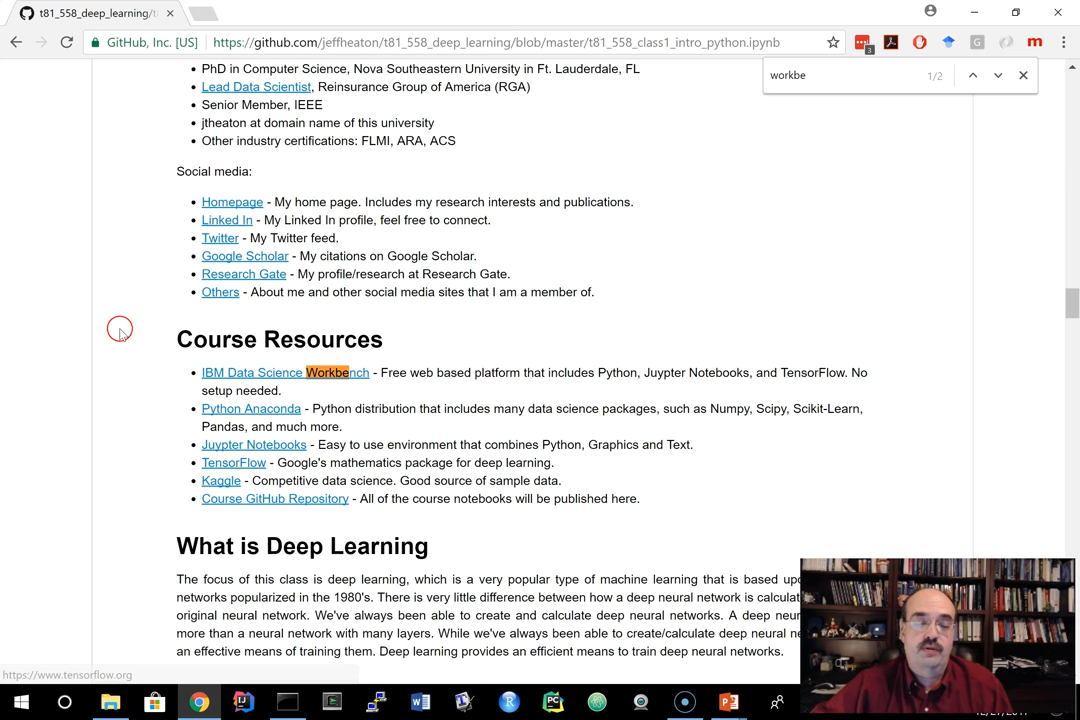 t81_558_deep_learning/t
GitHub, Inc. [US]
https://github.com/jeffheaton/t81_558_deep_learning/blob/master/t81_558_class1_intro_python.ipynb
3
workbe
1/2
PhD in Computer Science, Nova Southeastern University in Ft. Lauderdale, FL
Lead Data Scientist, Reinsurance Group of America (RGA)
Senior Member, IEEE
jtheaton at domain name of this university
Other industry certifications: FLMI, ARA, ACS
Social media:
Homepage - My home page. Includes my research interests and publications.
Linked In - My Linked In profile, feel free to connect.
Twitter - My Twitter feed.
Google Scholar - My citations on Google Scholar.
Research Gate - My profile/research at Research Gate.
Others - About me and other social media sites that I am a member of.
Course Resources
IBM Data Science Workbench - Free web based platform that includes Python, Juypter Notebooks, and TensorFlow. No
setup needed.
Python Anaconda - Python distribution that includes many data science packages, such as Numpy, Scipy, Scikit-Learn,
Pandas, and much more.
Juypter Notebooks - Easy to use environment that combines Python, Graphics and Text.
TensorFlow - Google's mathematics package for deep learning.
Kaggle - Competitive data science. Good source of sample data.
Course GitHub Repository - All of the course notebooks will be published here.
What is Deep Learning
The focus of this class is deep learning, which is a very popular type of machine learning that is based upo
networks popularized in the 1980's. There is very little difference between how a deep neural network is calculat
original neural network. We've always been able to create and calculate deep neural networks. A deep neur
more than a neural network with many layers. While we've always been able to create/calculate deep neural ne
an effective means of training them. Deep learning provides an efficient means to train deep neural networks.
https://www.tensorflow.org